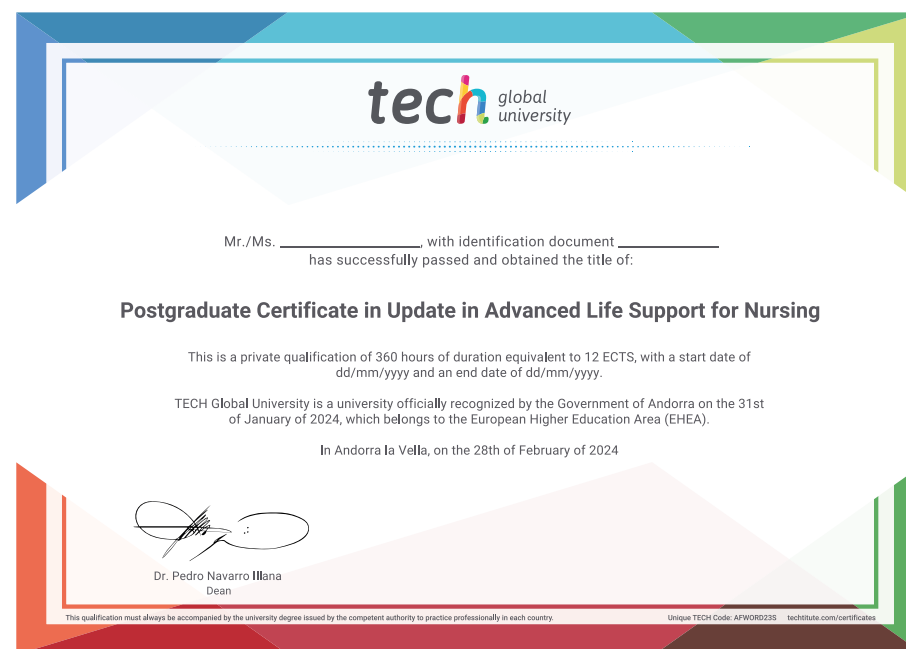 tech global university
Mr./Ms. ____________________, with identification document ______________
has successfully passed and obtained the title of:
Postgraduate Certificate in Update in Advanced Life Support for Nursing
This is a private qualification of 360 hours of duration equivalent to 12 ECTS, with a start date of
dd/mm/yyyy and an end date of dd/mm/yyyy.
TECH Global University is a university officially recognized by the Government of Andorra on the 31st
of January of 2024, which belongs to the European Higher Education Area (EHEA).
In Andorra la Vella, on the 28th of February of 2024
Dr. Pedro Navarro Illana
Dean
This qualification must always be accompanied by the university degree issued by the competent authority to practice professionally in each country.
Unique TECH Code: AFWORD23S techtitute.com/certificates